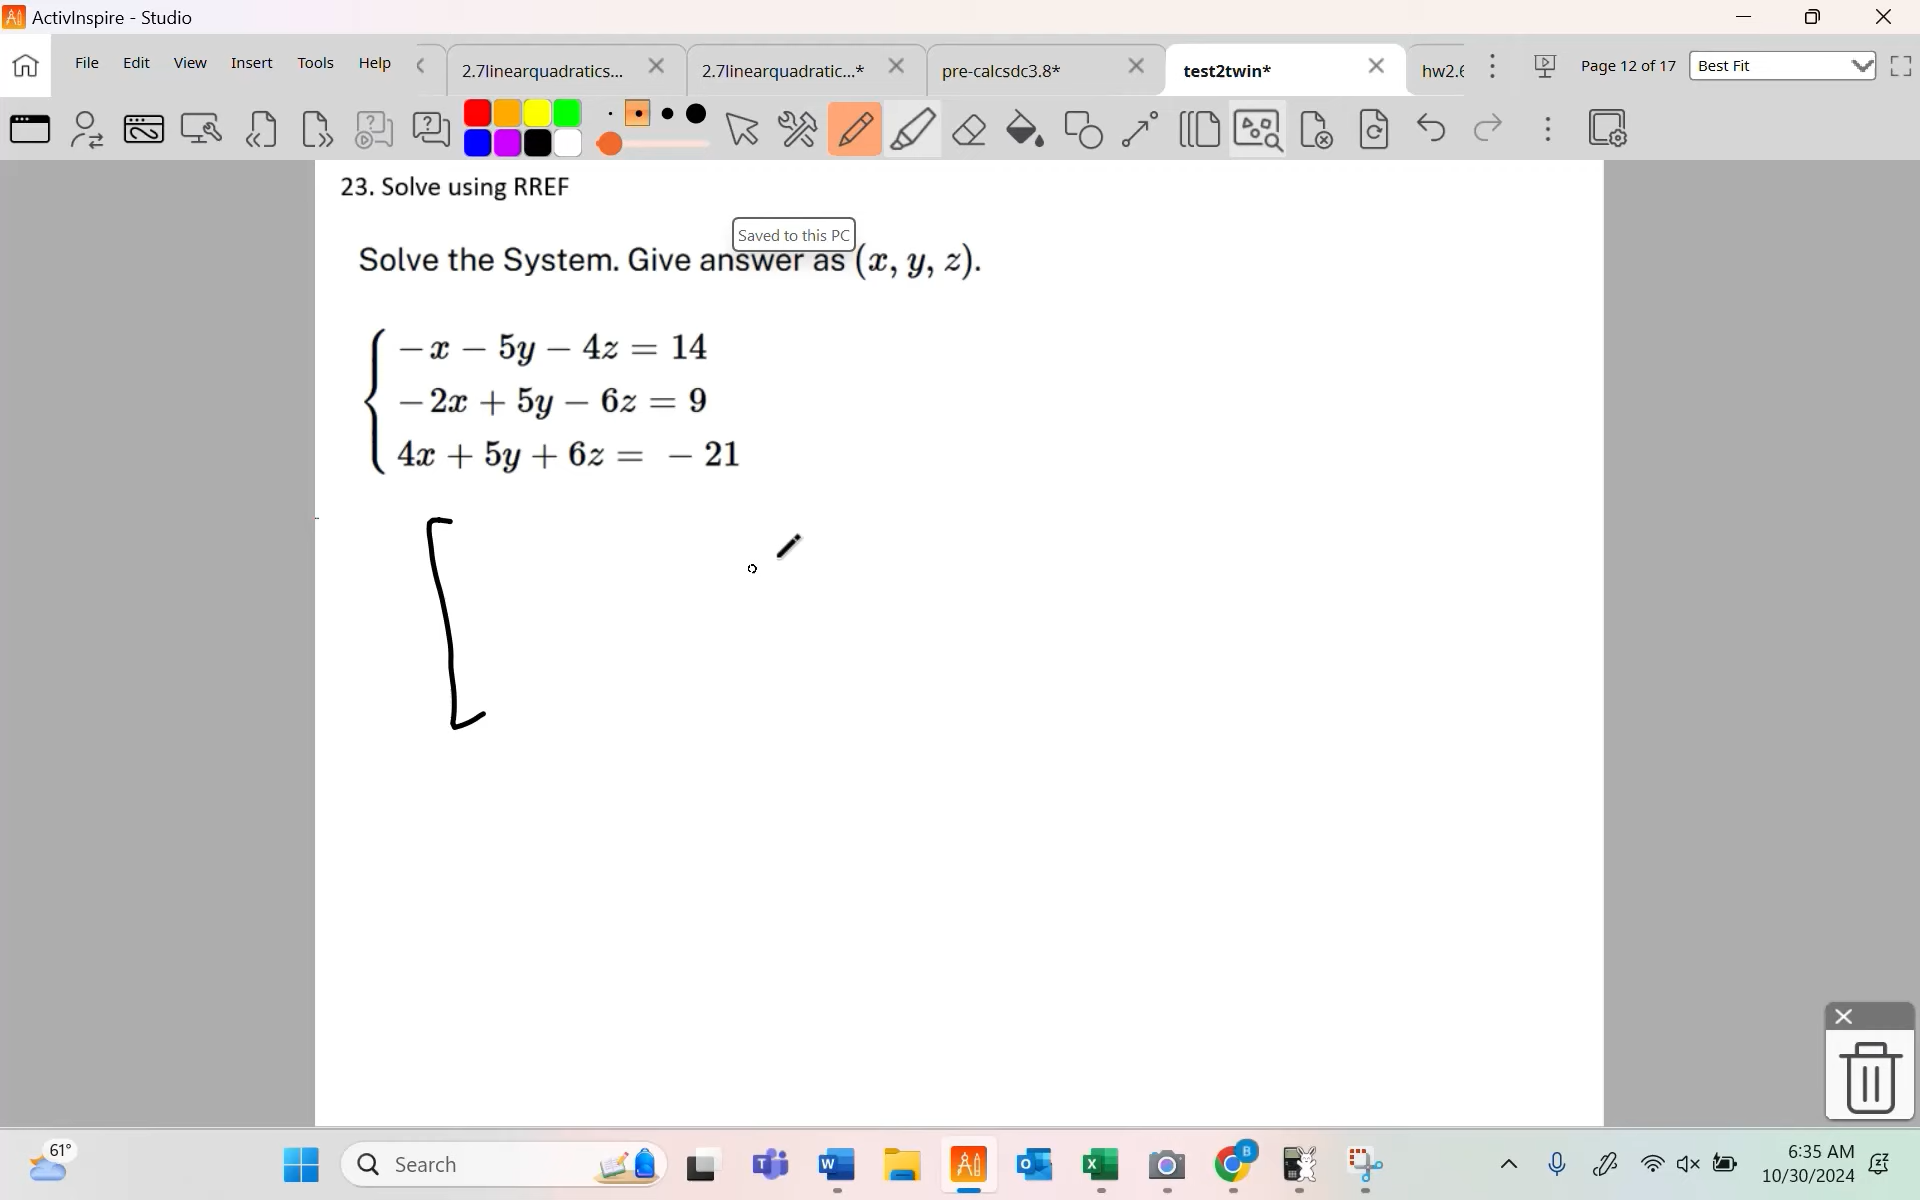 ActivInspire - Studio
File Edit View Insert Tools Help
2.7linearquadratics...
2.7linearquadratic...*
pre-calcsdc3.8*
test2twin*
hw2.6
Page 12 of 17
Best Fit
23. Solve using RREF
Saved to this PC
Solve the System. Give answer as (x, y, z).
− x − 5y − 4z = 14
− 2x + 5y − 6z = 9
4x + 5y + 6z = − 21
61°
Search
6:35 AM
10/30/2024